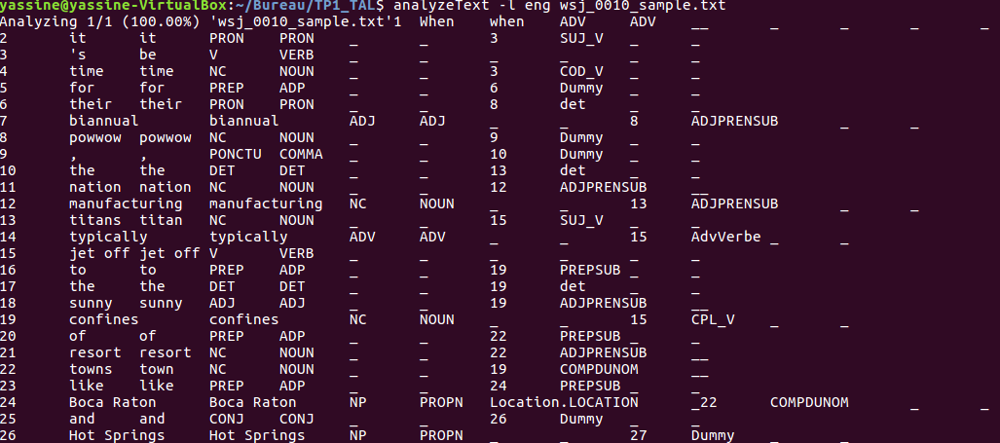 yassine@yassine-VirtualBox:~/Bureau/TP1_TAL$ analyzeText -l eng wsj_0010_sample.txt
Analyzing 1/1 (100.00%) 'wsj_0010_sample.txt'1 When when ADV ADV __ _ _ _ _
2 it it PRON PRON _ _ 3 SUJ_V _ _
3 's be V VERB _ _ _ _ _ _
4 time time NC NOUN _ _ 3 COD_V _ _
5 for for PREP ADP _ _ 6 Dummy _ _
6 their their PRON PRON _ _ 8 det _ _
7 biannual biannual ADJ ADJ _ _ 8 ADJPRENSUB _ _
8 powwow powwow NC NOUN _ _ 9 Dummy _ _
9 , , PONCTU COMMA _ _ 10 Dummy _ _
10 the the DET DET _ _ 13 det _ _
11 nation nation NC NOUN _ _ 12 ADJPRENSUB __
12 manufacturing manufacturing NC NOUN _ _ 13 ADJPRENSUB _ _
13 titans titan NC NOUN _ _ 15 SUJ_V _ _
14 typically typically ADV ADV _ _ 15 AdvVerbe _ _
15 jet off jet off V VERB _ _ _ _ _ _
16 to to PREP ADP _ _ 19 PREPSUB _ _
17 the the DET DET _ _ 19 det _ _
18 sunny sunny ADJ ADJ _ _ 19 ADJPRENSUB __
19 confines confines NC NOUN _ _ 15 CPL_V _ _
20 of of PREP ADP _ _ 22 PREPSUB _ _
21 resort resort NC NOUN _ _ 22 ADJPRENSUB __
22 towns town NC NOUN _ _ 19 COMPDUNOM __
23 like like PREP ADP _ _ 24 PREPSUB _ _
24 Boca Raton Boca Raton NP PROPN Location.LOCATION _22 COMPDUNOM _ _
25 and and CONJ CONJ _ _ 26 Dummy _ _
26 Hot Springs Hot Springs NP PROPN _ _ 27 Dummy _ _